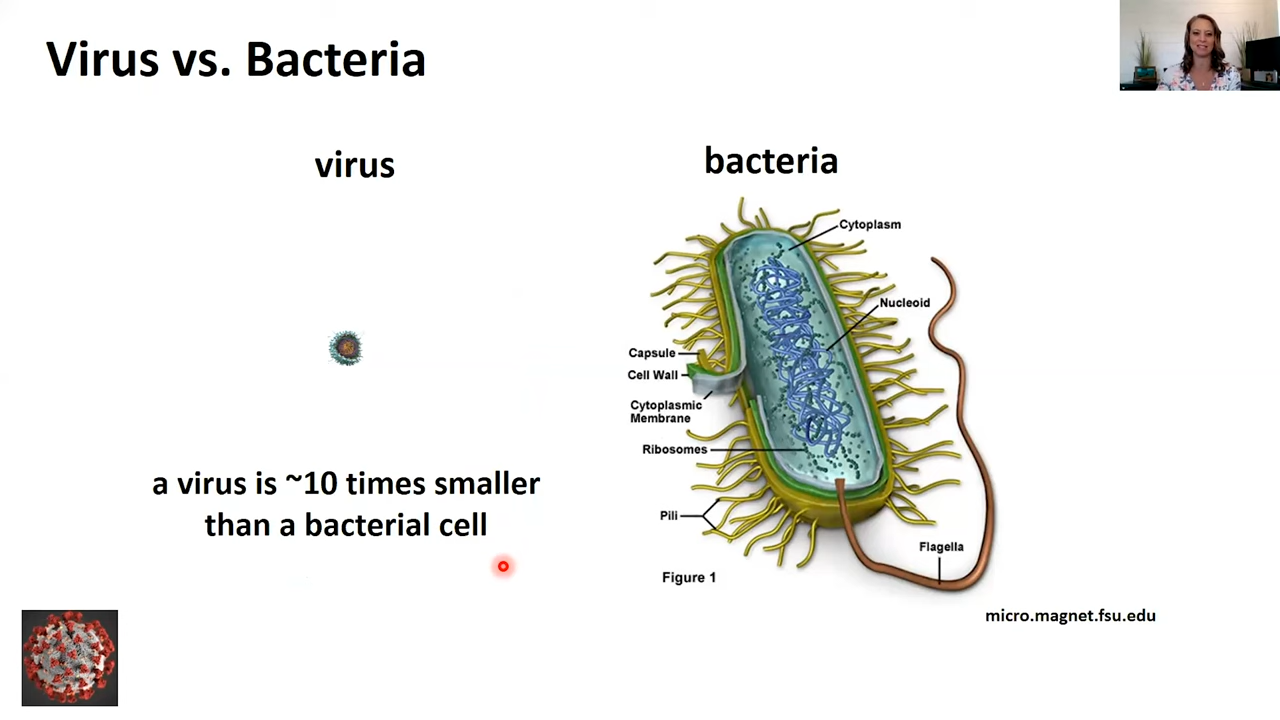 Virus vs. Bacteria
virus
a virus is ~10 times smaller
than a bacterial cell
bacteria
Cytoplasm
Nucleoid
Capsule
Cell Wall
Cytoplasmic
Membrane
Ribosomes
Pili
Flagella
Figure 1
micro.magnet.fsu.edu